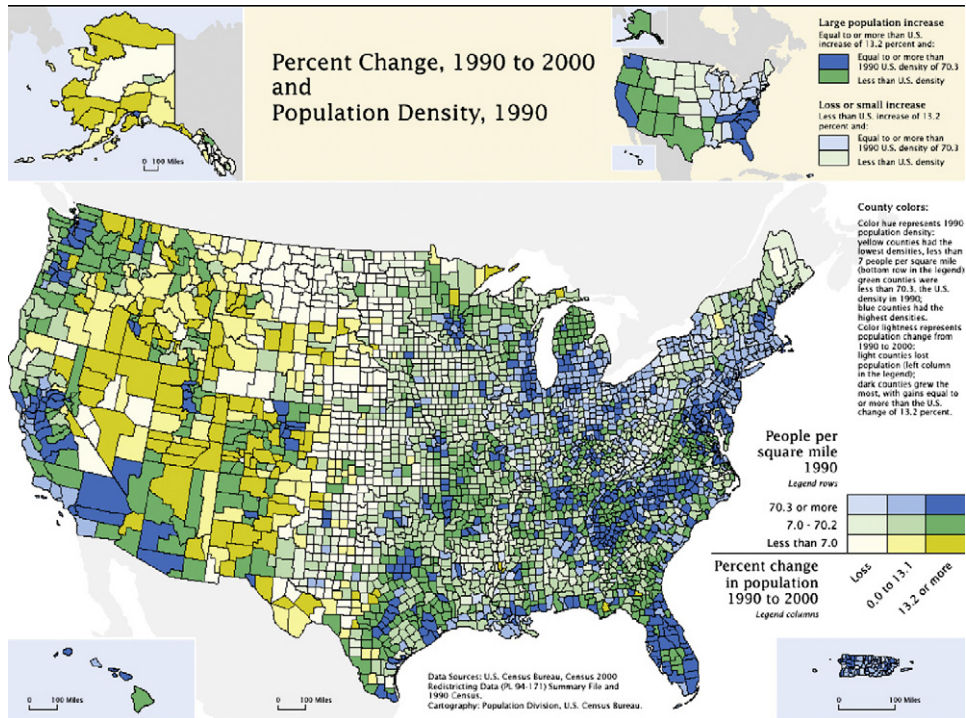 Percent Change, 1990 to 2000
and
Population Density, 1990
0 100 Miles
Large population increase
Equal to or more than U.S.
increase of 13.2 percent and:
Equal to or more than
1990 U.S. density of 70.3
Less than U.S. density
Loss or small increase
Less than U.S. increase of 13.2
percent and:
Equal to or more than
1990 U.S. density of 70.3
Less than U.S. density
County colors:
Color hue represents 1990
population density:
yellow counties had the
lowest densities, less than
7 people per square mile
(bottom row in the legend)
green counties were
less than 70.3, the U.S.
density in 1990;
blue counties had the
highest densities.
Color lightness represents
population change from
1990 to 2000:
light counties lost
population (left column
in the legend);
dark counties grew the
most, with gains equal to
or more than the U.S.
change of 13.2 percent.
People per
square mile
1990
Legend rows
70.3 or more
7.0 - 70.2
Less than 7.0
Percent change
in population
1990 to 2000
Legend columns
Loss
0.0 to 13.1
13.2 or more
0 100 Miles
0 100 Miles
Data Sources: U.S. Census Bureau, Census 2000
Redistricting Data (PL 94-171) Summary File and
1990 Census.
Cartography: Population Division, U.S. Census Bureau.
0 100 Miles